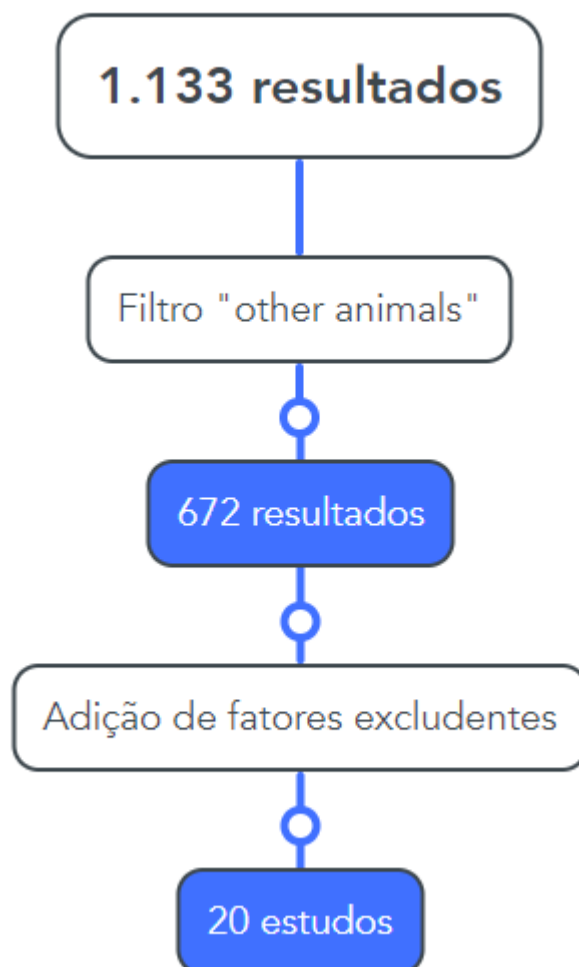 1.133 resultados
Filtro "other animals"
672 resultados
Adição de fatores excludentes
20 estudos